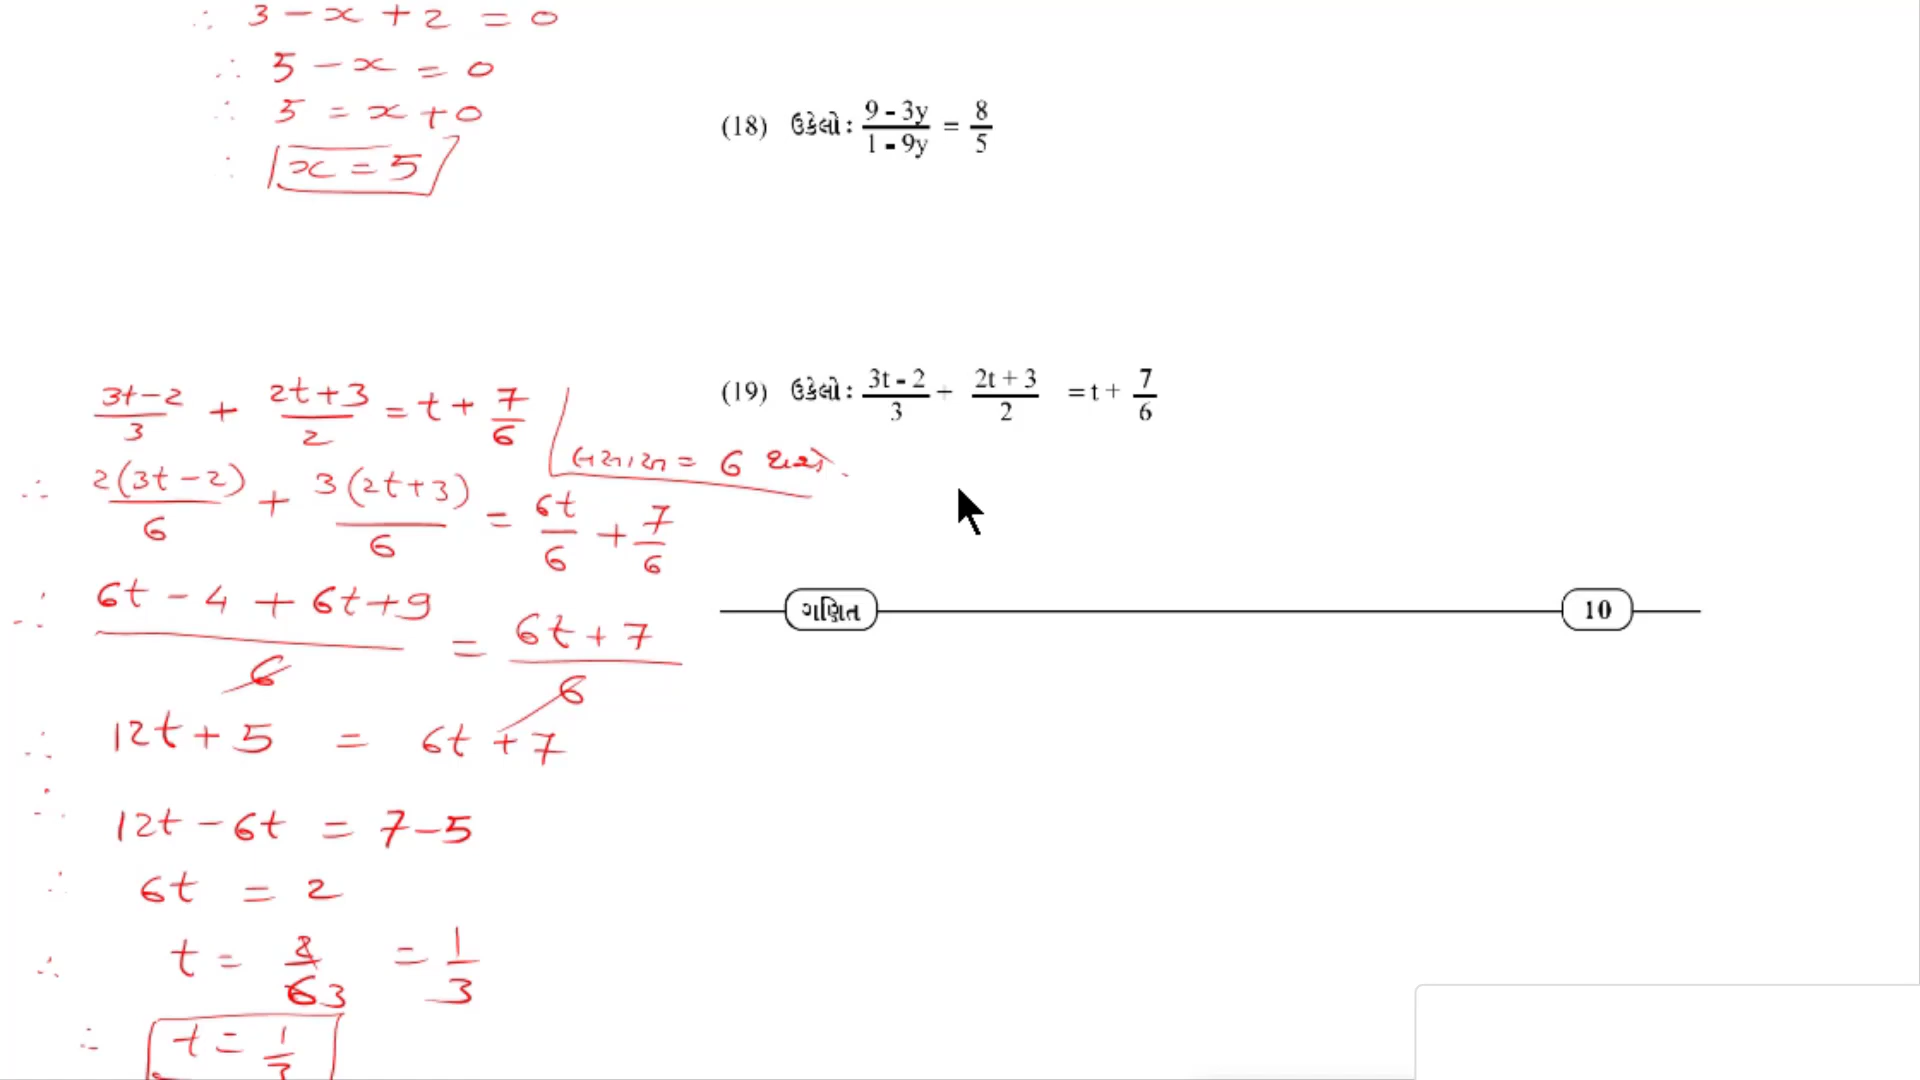 ∴ 3 - x + 2 = 0
∴ 5 - x = 0
∴ 5 = x + 0
∴ x = 5
(18) ઉકેલો : (9 - 3y)/(1 - 9y) = 8/5
(19) ઉકેલો : (3t - 2)/3 + (2t + 3)/2 = t + 7/6
(3t - 2)/3 + (2t + 3)/2 = t + 7/6
= 6 થશે.
∴ 2(3t - 2)/6 + 3(2t + 3)/6 = 6t/6 + 7/6
∴ (6t - 4 + 6t + 9)/6 = (6t + 7)/6
∴ 12t + 5 = 6t + 7
∴ 12t - 6t = 7 - 5
∴ 6t = 2
∴ t = 2/6 3 = 1/3
∴ t = 1/3
ગણિત 10